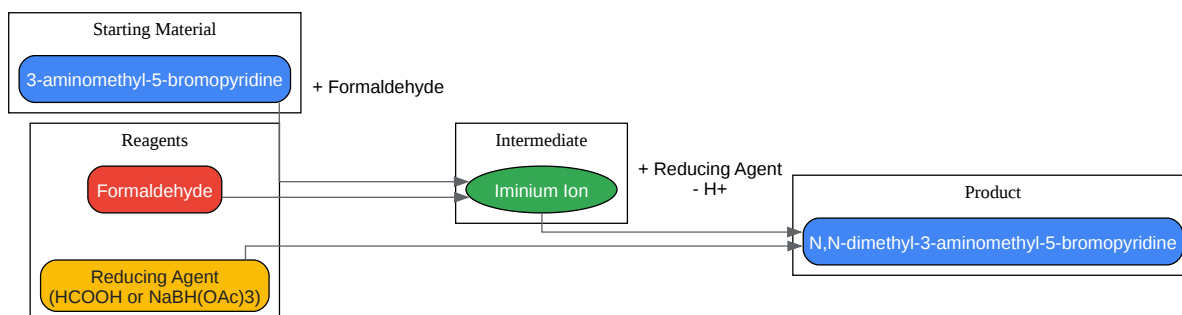 Starting Material
3-aminomethyl-5-bromopyridine
+ Formaldehyde
Reagents
Formaldehyde
Reducing Agent
(HCOOH or NaBH(OAc)3)
Intermediate
Iminium Ion
+ Reducing Agent
- H+
Product
N,N-dimethyl-3-aminomethyl-5-bromopyridine